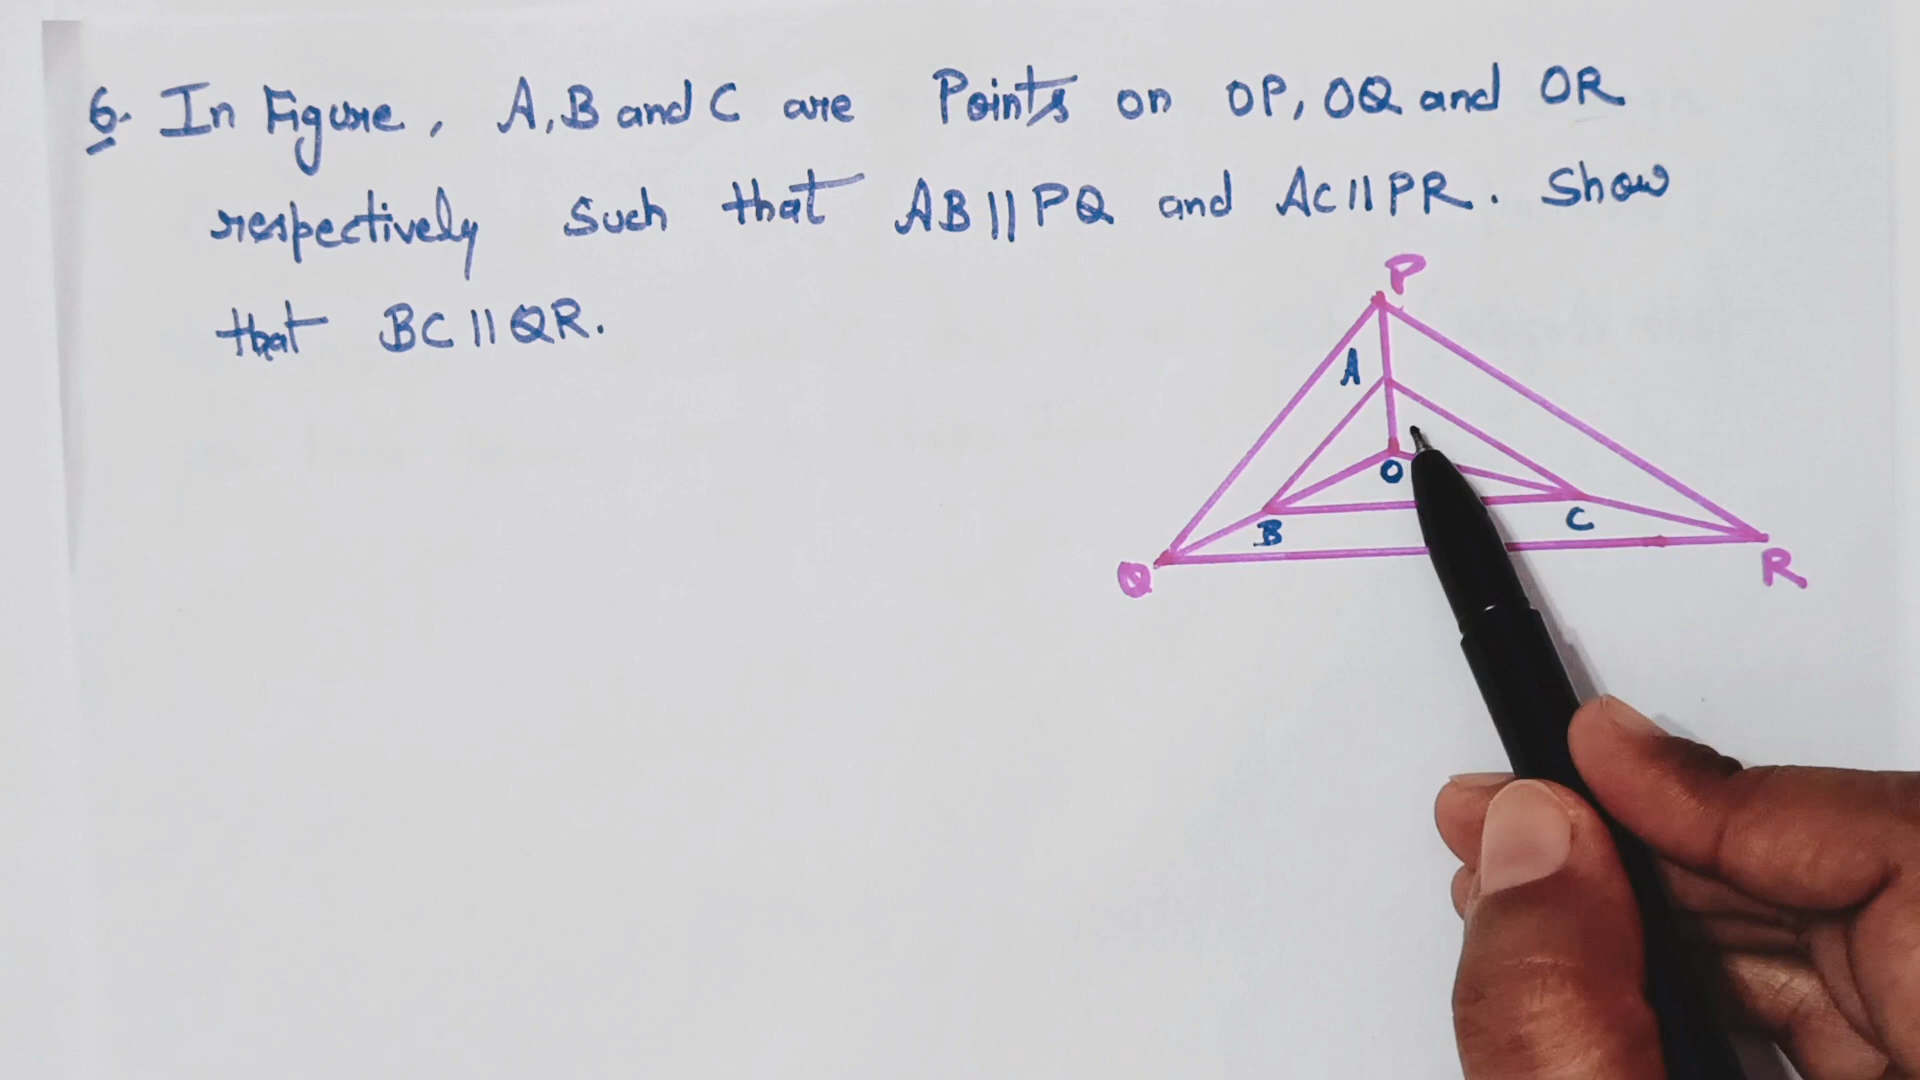 6. In Figure, A, B and C are Points on OP, OQ and OR
respectively Such that AB || PQ and AC || PR. Show
that BC || QR.
P
A
O
B
C
Q
R